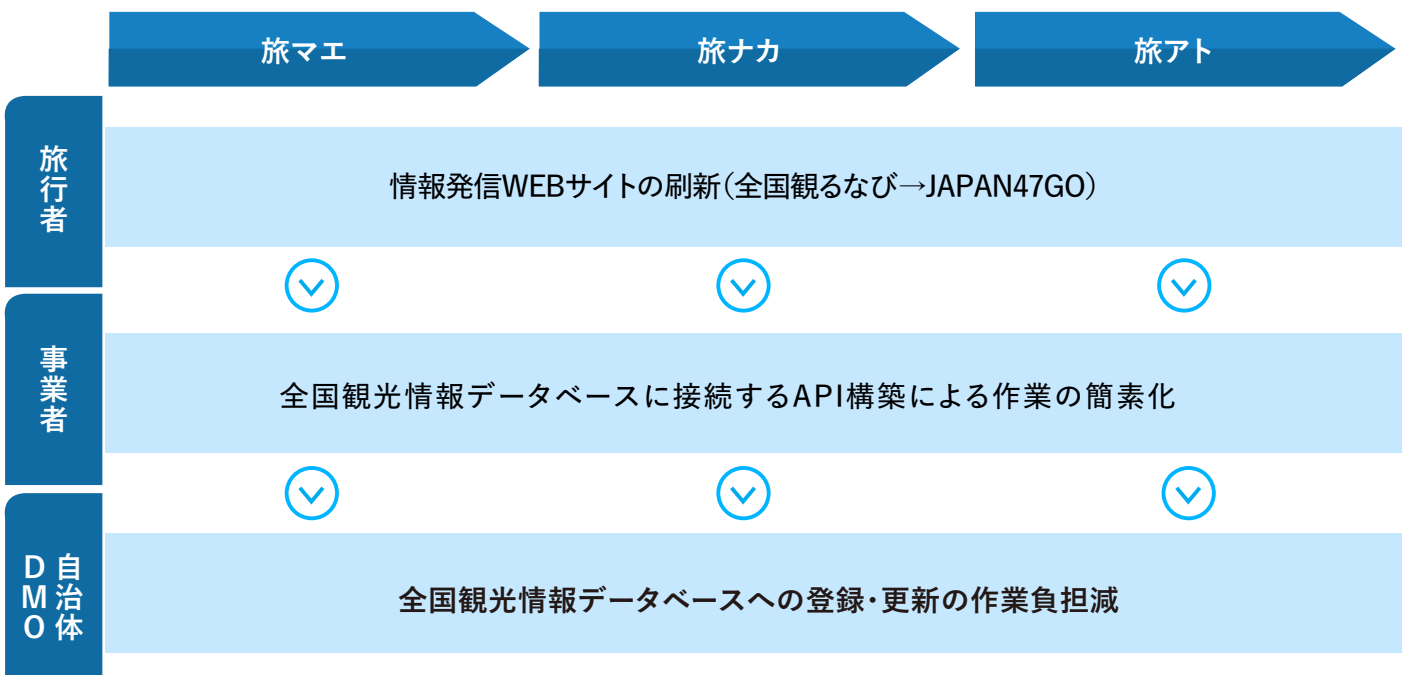 旅マエ
旅ナカ
旅アト
旅行者
情報発信WEBサイトの刷新(全国観るなび→JAPAN47GO)
事業者
全国観光情報データベースに接続するAPI構築による作業の簡素化
自治体
DMO
全国観光情報データベースへの登録・更新の作業負担減